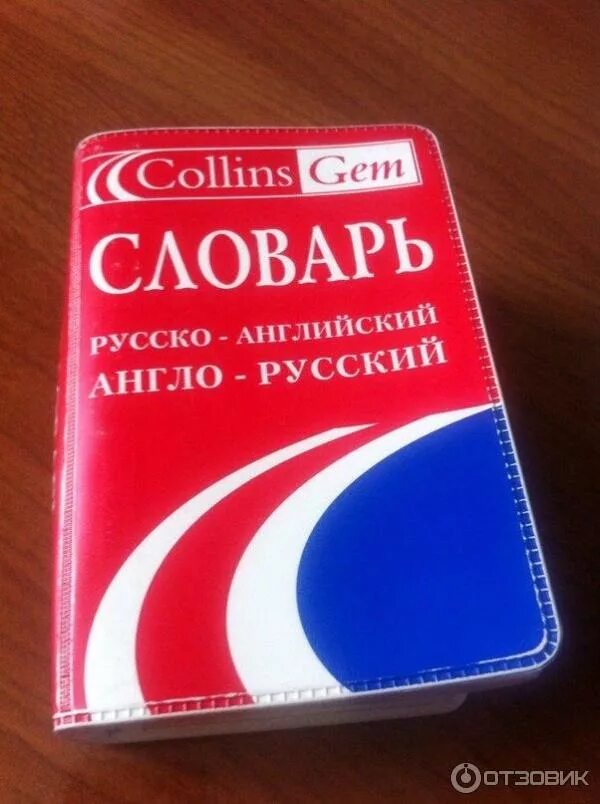 Collins Gem
СЛОВАРЬ
РУССКО - АНГЛИЙСКИЙ
АНГЛО - РУССКИЙ
ОТЗОВИК